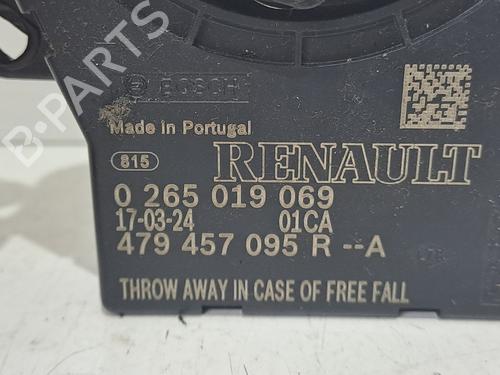 BOSCH
Made in Portugal
815
RENAULT
0 265 019 069
17-03-24 01CA
479 457 095 R --A
THROW AWAY IN CASE OF FREE FALL
B-PARTS